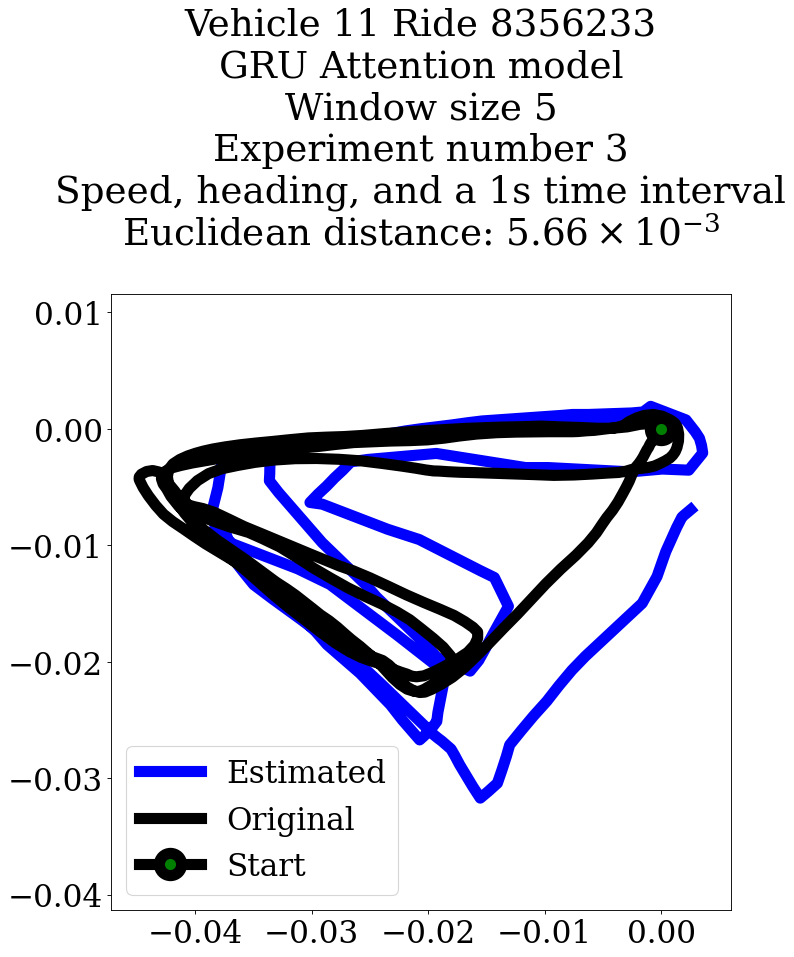 Vehicle 11 Ride 8356233
GRU Attention model
Window size 5
Experiment number 3
Speed, heading, and a 1s time interval
Euclidean distance: 5.66 × 10⁻³
0.01
0.00
−0.01
−0.02
−0.03
−0.04
Estimated
Original
Start
−0.04 −0.03 −0.02 −0.01 0.00